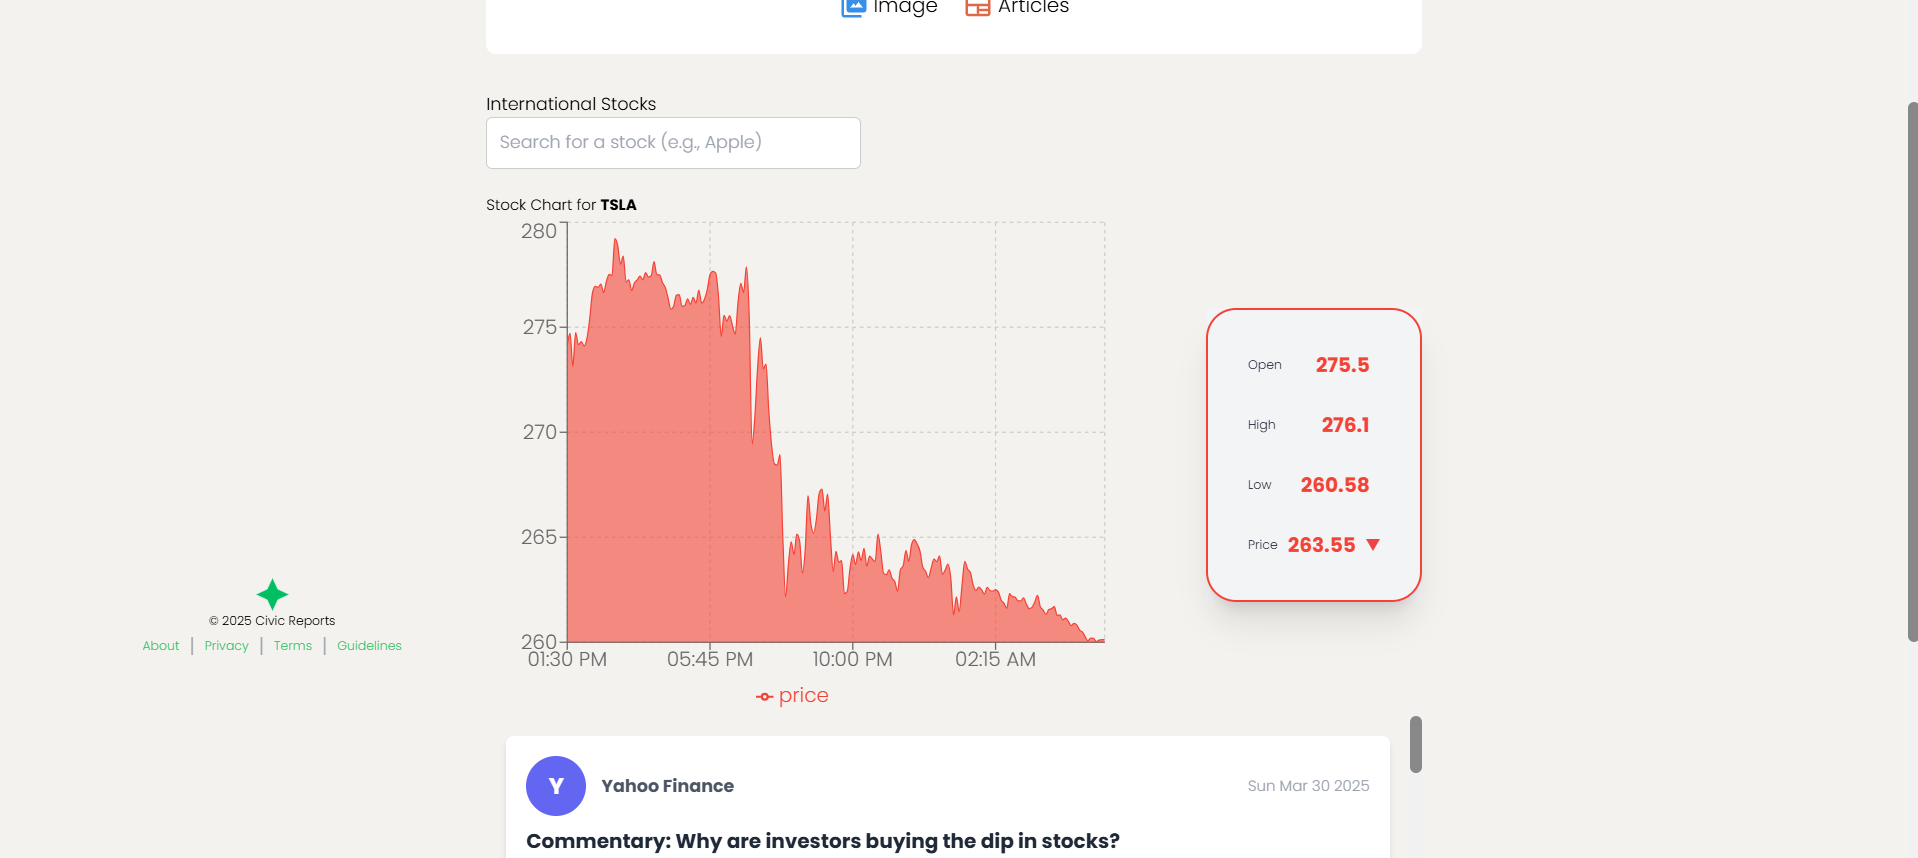 Image Articles
International Stocks
Search for a stock (e.g., Apple)
Stock Chart for TSLA
280
275
270
265
260
01:30 PM 05:45 PM 10:00 PM 02:15 AM
price
Open 275.5
High 276.1
Low 260.58
Price 263.55
© 2025 Civic Reports
About | Privacy | Terms | Guidelines
Y Yahoo Finance Sun Mar 30 2025
Commentary: Why are investors buying the dip in stocks?